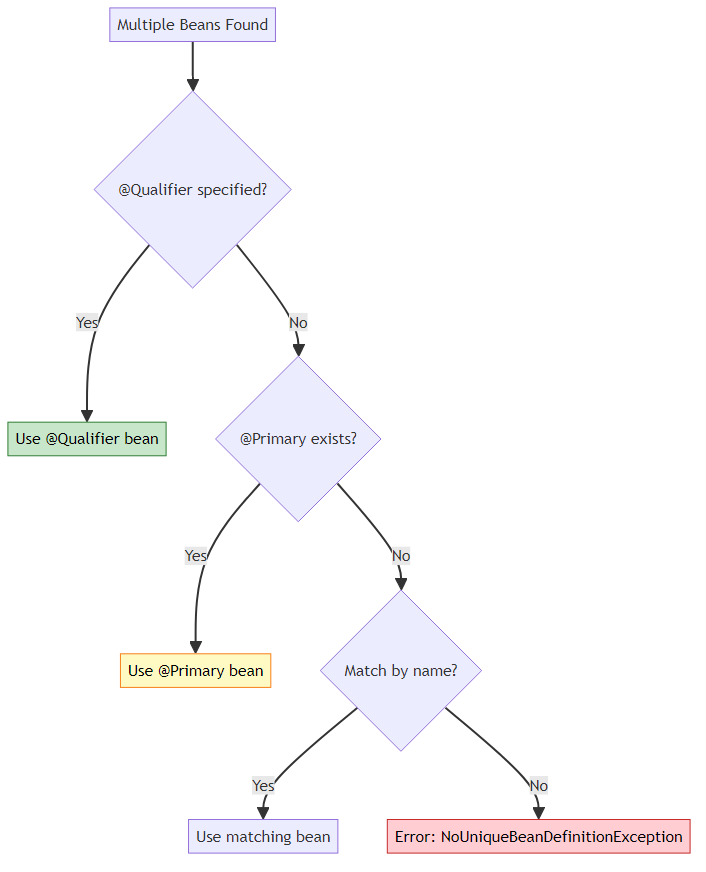 Multiple Beans Found
@Qualifier specified?
Yes
No
Use @Qualifier bean
@Primary exists?
Yes
No
Use @Primary bean
Match by name?
Yes
No
Use matching bean
Error: NoUniqueBeanDefinitionException